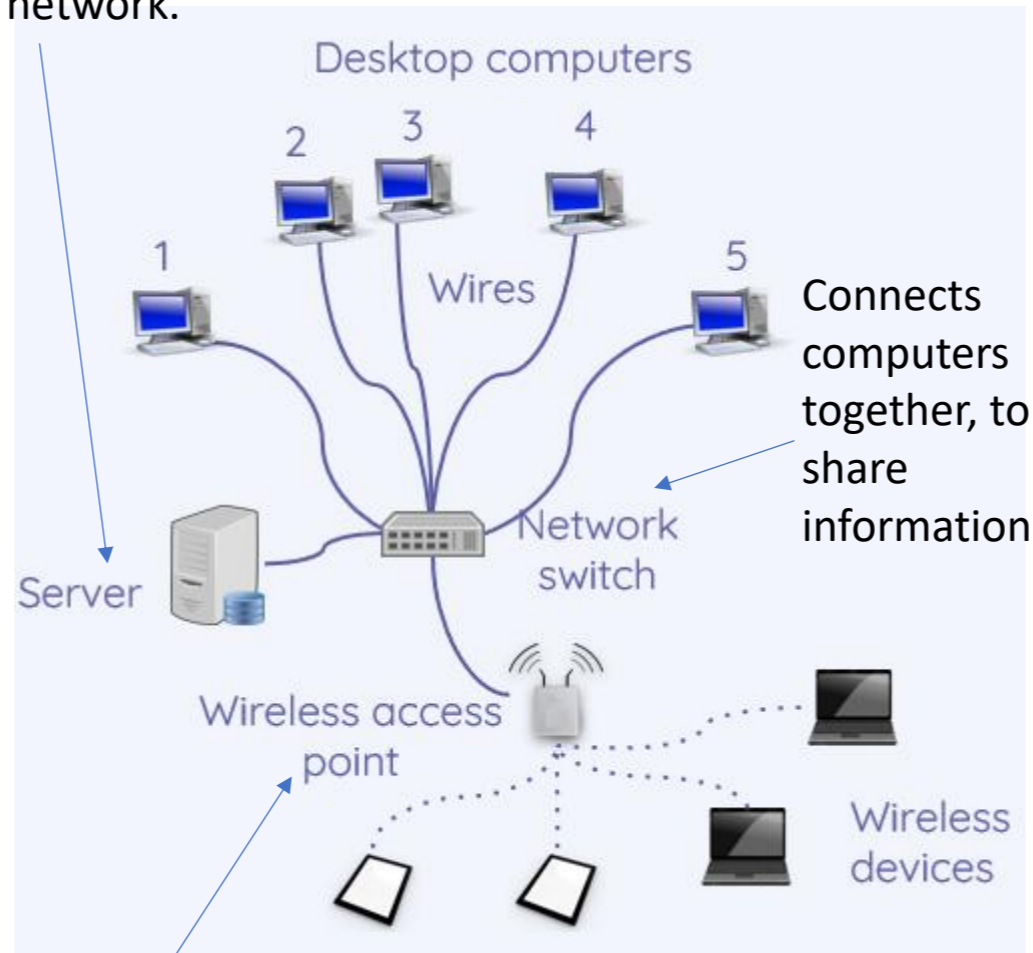 network.
Desktop computers
1
2
3
4
5
Wires
Connects
computers
together, to
share
information
Network
switch
Server
Wireless access
point
Wireless
devices